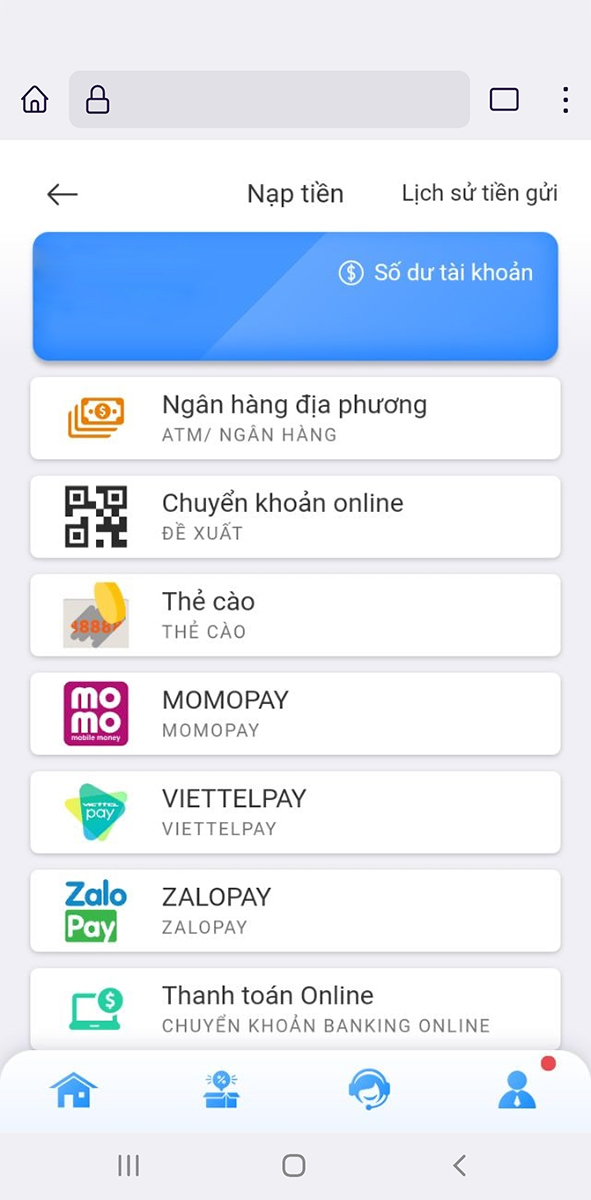 Nạp tiền
Lịch sử tiền gửi
Số dư tài khoản
Ngân hàng địa phương
ATM/ NGÂN HÀNG
Chuyển khoản online
ĐỀ XUẤT
Thẻ cào
THẺ CÀO
mo
mo
mobile money
MOMOPAY
MOMOPAY
VIETTEL
pay
VIETTELPAY
VIETTELPAY
Zalo
Pay
ZALOPAY
ZALOPAY
Thanh toán Online
CHUYỂN KHOẢN BANKING ONLINE